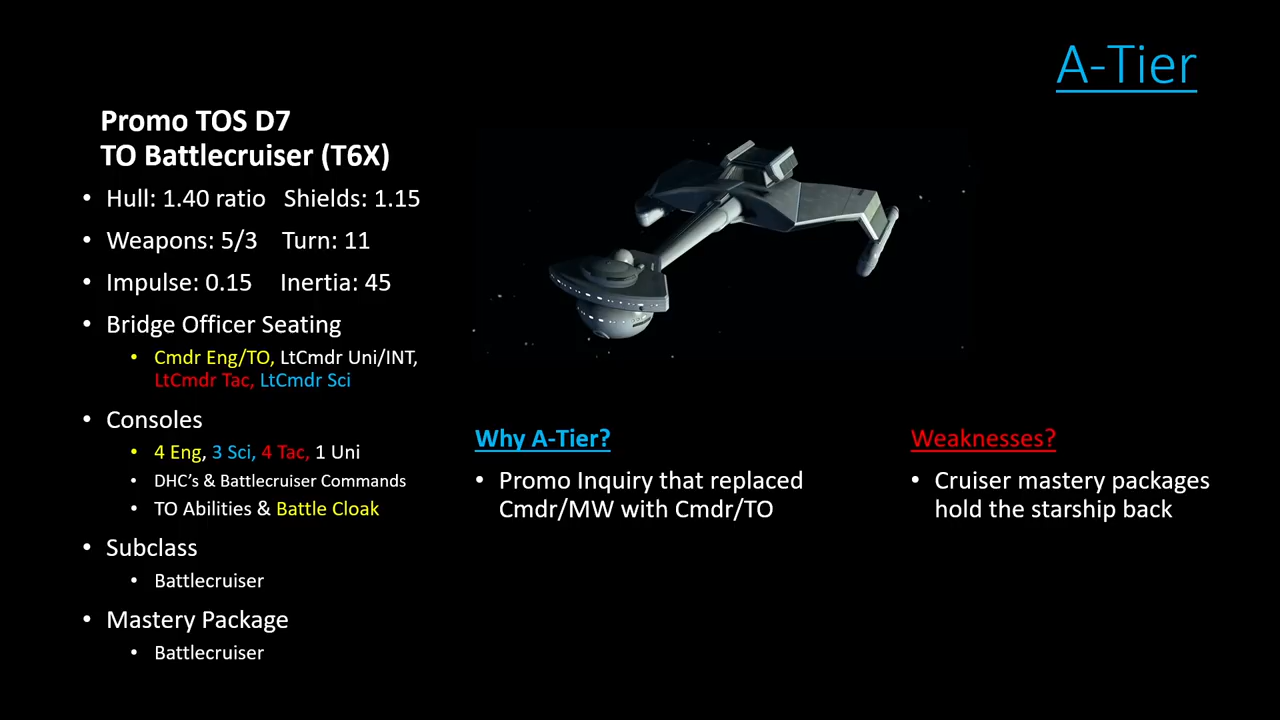 A-Tier
Promo TOS D7
TO Battlecruiser (T6X)
• Hull: 1.40 ratio Shields: 1.15
• Weapons: 5/3 Turn: 11
• Impulse: 0.15 Inertia: 45
• Bridge Officer Seating
• Cmdr Eng/TO, LtCmdr Uni/INT,
LtCmdr Tac, LtCmdr Sci
• Consoles
• 4 Eng, 3 Sci, 4 Tac, 1 Uni
• DHC's & Battlecruiser Commands
• TO Abilities & Battle Cloak
• Subclass
• Battlecruiser
• Mastery Package
• Battlecruiser
Why A-Tier?
• Promo Inquiry that replaced
Cmdr/MW with Cmdr/TO
Weaknesses?
• Cruiser mastery packages
hold the starship back